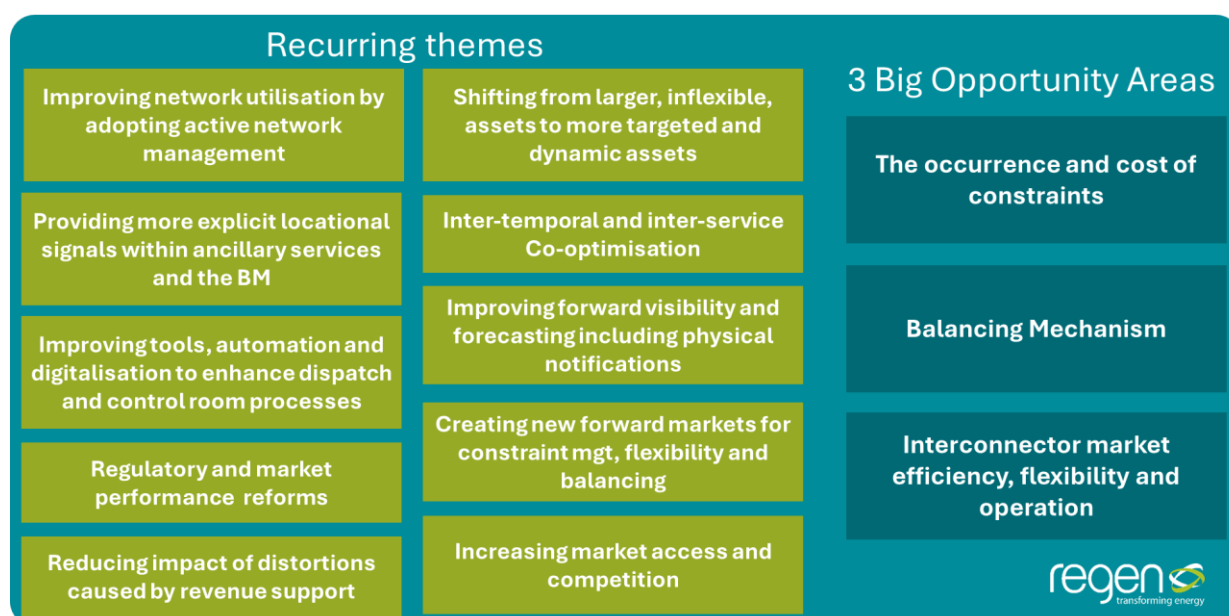 Recurring themes
Improving network utilisation by
adopting active network
management
Providing more explicit locational
signals within ancillary services
and the BM
Improving tools, automation and
digitalisation to enhance dispatch
and control room processes
Regulatory and market
performance reforms
Reducing impact of distortions
caused by revenue support
Shifting from larger, inflexible,
assets to more targeted and
dynamic assets
Inter-temporal and inter-service
Co-optimisation
Improving forward visibility and
forecasting including physical
notifications
Creating new forward markets for
constraint mgt, flexibility and
balancing
Increasing market access and
competition
3 Big Opportunity Areas
The occurrence and cost of
constraints
Balancing Mechanism
Interconnector market
efficiency, flexibility and
operation
regen
transforming energy